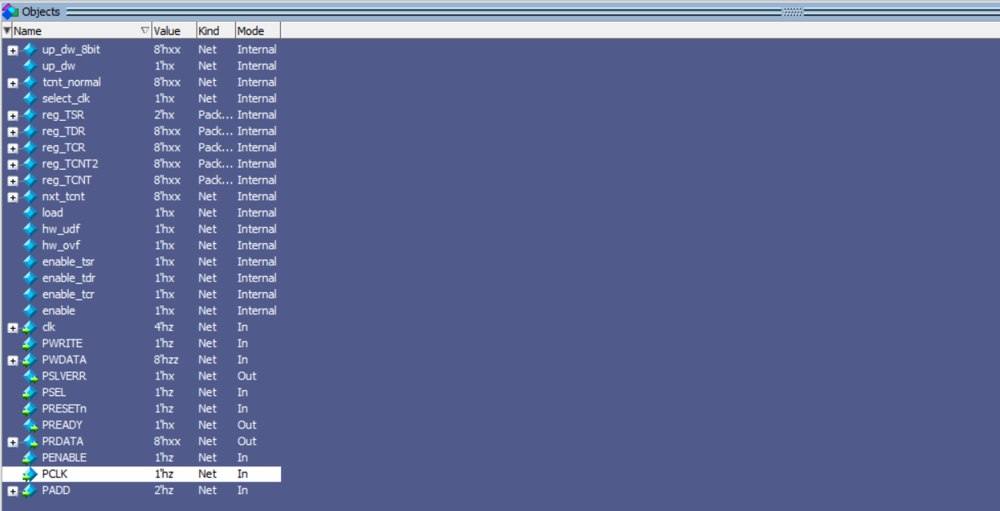 Objects
Name Value Kind Mode
up_dw_8bit 8'hxx Net Internal
up_dw 1'hx Net Internal
tcnt_normal 8'hxx Net Internal
select_clk 1'hx Net Internal
reg_TSR 2'hx Pack... Internal
reg_TDR 8'hxx Pack... Internal
reg_TCR 8'hxx Pack... Internal
reg_TCNT2 8'hxx Pack... Internal
reg_TCNT 8'hxx Pack... Internal
nxt_tcnt 8'hxx Net Internal
load 1'hx Net Internal
hw_udf 1'hx Net Internal
hw_ovf 1'hx Net Internal
enable_tsr 1'hx Net Internal
enable_tdr 1'hx Net Internal
enable_tcr 1'hx Net Internal
enable 1'hx Net Internal
clk 4'hz Net In
PWRITE 1'hz Net In
PWDATA 8'hzz Net In
PSLVERR 1'hx Net Out
PSEL 1'hz Net In
PRESETn 1'hz Net In
PREADY 1'hx Net Out
PRDATA 8'hxx Net Out
PENABLE 1'hz Net In
PCLK 1'hz Net In
PADD 2'hz Net In